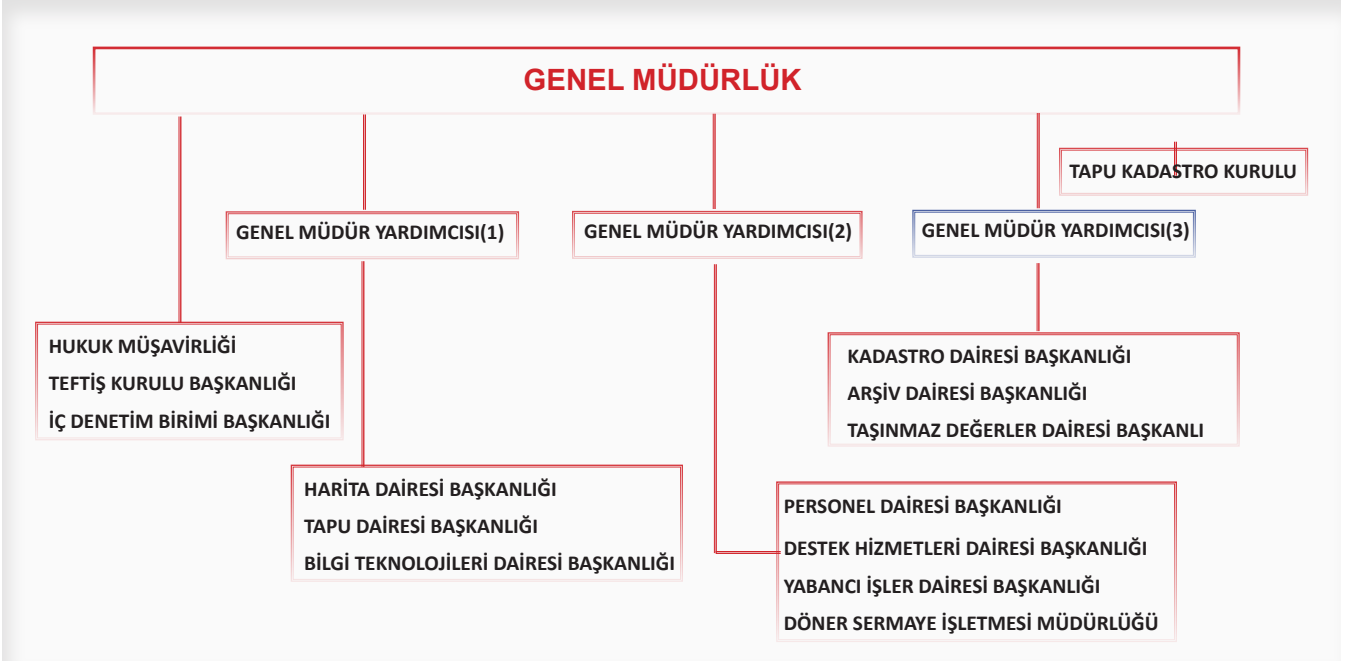 GENEL MÜDÜRLÜK
TAPU KADASTRO KURULU
GENEL MÜDÜR YARDIMCISI(1)
GENEL MÜDÜR YARDIMCISI(2)
GENEL MÜDÜR YARDIMCISI(3)
HUKUK MÜŞAVİRLİĞİ
TEFTİŞ KURULU BAŞKANLIĞI
İÇ DENETİM BİRİMİ BAŞKANLIĞI
KADASTRO DAİRESİ BAŞKANLIĞI
ARŞİV DAİRESİ BAŞKANLIĞI
TAŞINMAZ DEĞERLER DAİRESİ BAŞKANLI
HARİTA DAİRESİ BAŞKANLIĞI
TAPU DAİRESİ BAŞKANLIĞI
BİLGİ TEKNOLOJİLERİ DAİRESİ BAŞKANLIĞI
PERSONEL DAİRESİ BAŞKANLIĞI
DESTEK HİZMETLERİ DAİRESİ BAŞKANLIĞI
YABANCI İŞLER DAİRESİ BAŞKANLIĞI
DÖNER SERMAYE İŞLETMESİ MÜDÜRLÜĞÜ